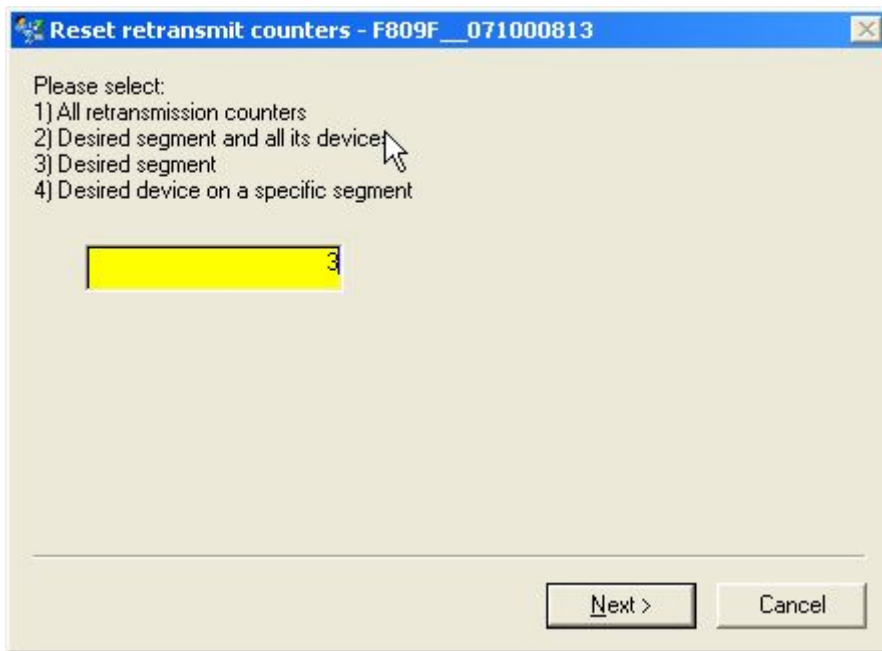 Reset retransmit counters - F809F__071000813
Please select:
1) All retransmission counters
2) Desired segment and all its devices
3) Desired segment
4) Desired device on a specific segment
3
Next >
Cancel